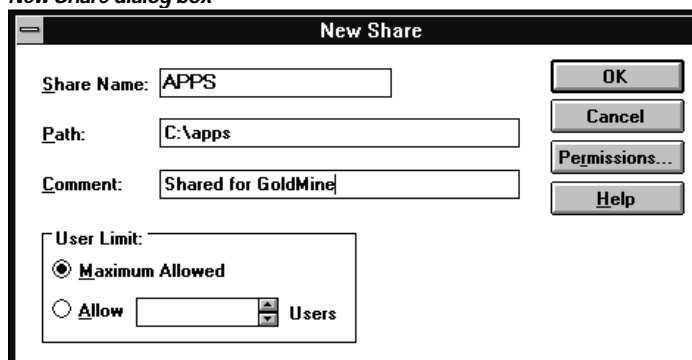 New Share dialog box
New Share
Share Name: APPS
Path: C:\apps
Comment: Shared for GoldMine
User Limit:
Maximum Allowed
Allow Users
OK
Cancel
Permissions...
Help